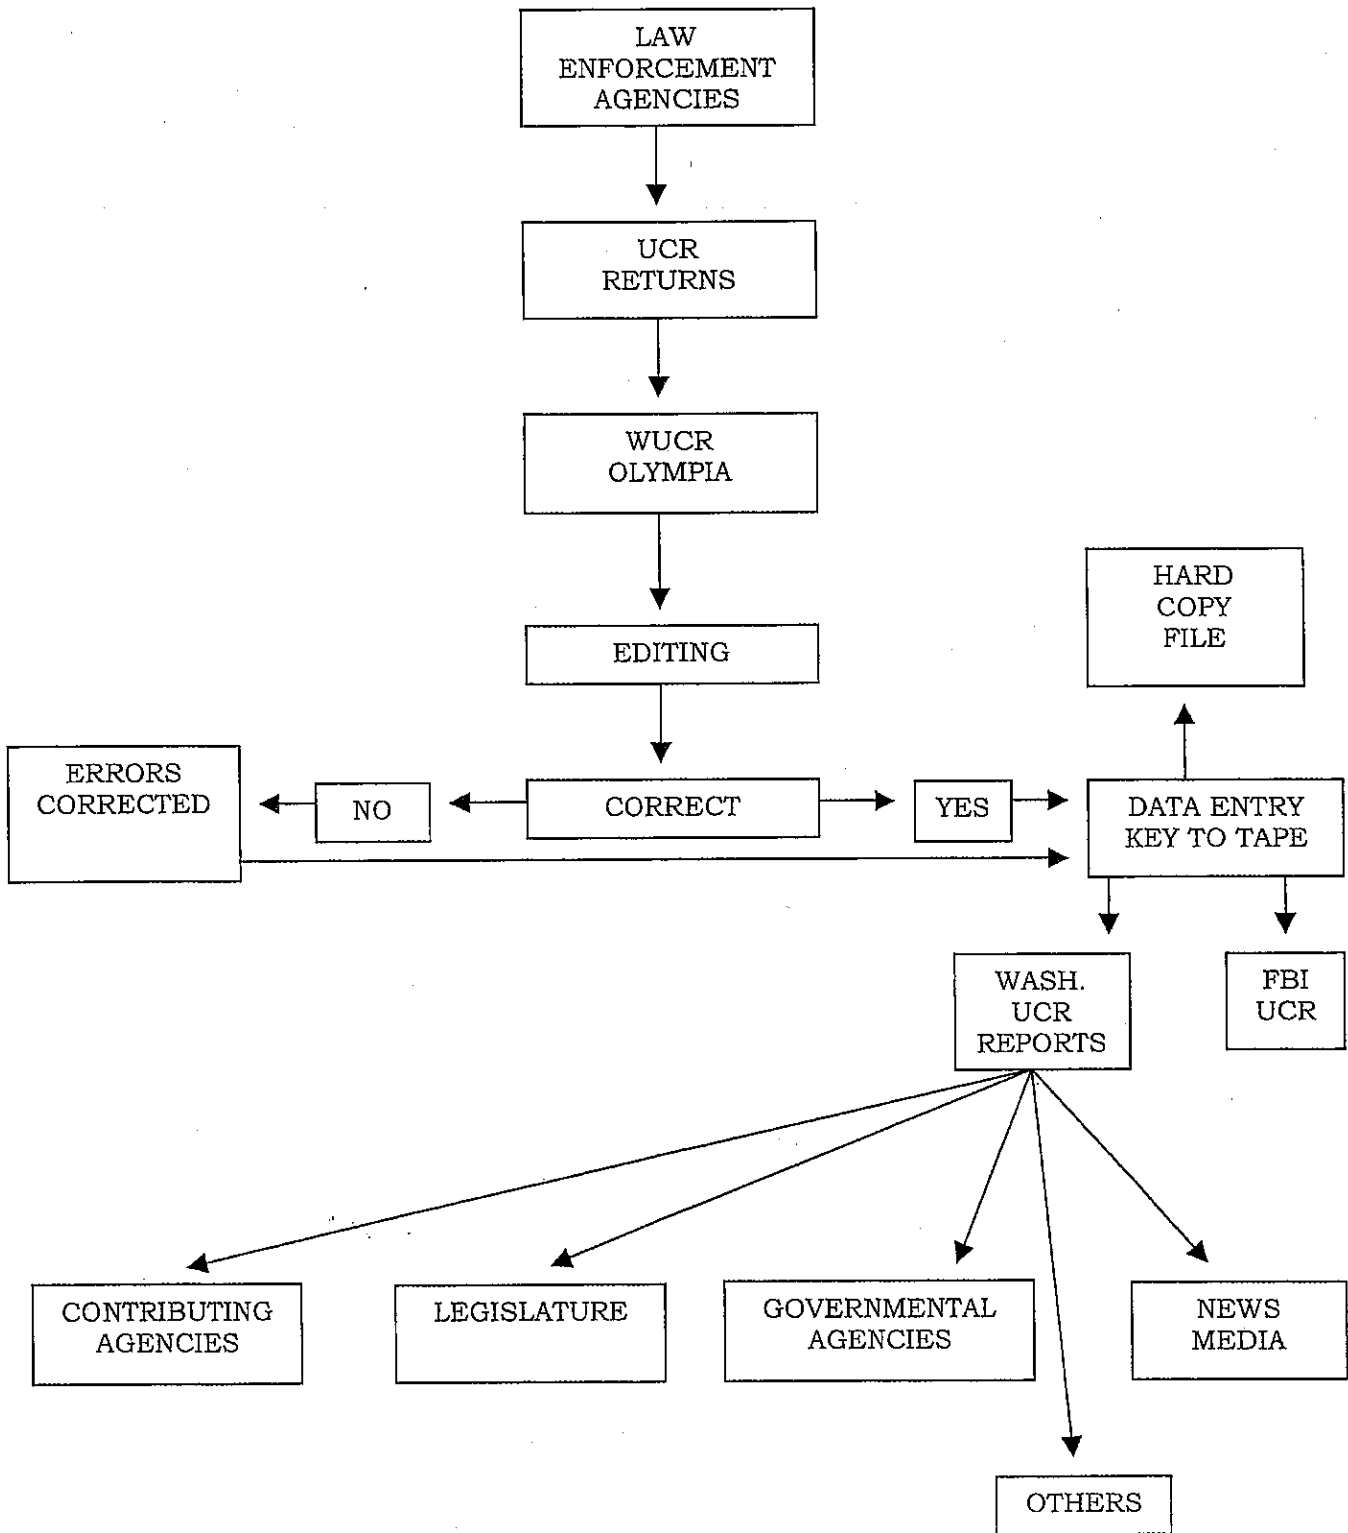 LAW
ENFORCEMENT
AGENCIES
UCR
RETURNS
WUCR
OLYMPIA
EDITING
HARD
COPY
FILE
ERRORS
CORRECTED
NO
CORRECT
YES
DATA ENTRY
KEY TO TAPE
WASH.
UCR
REPORTS
FBI
UCR
CONTRIBUTING
AGENCIES
LEGISLATURE
GOVERNMENTAL
AGENCIES
NEWS
MEDIA
OTHERS